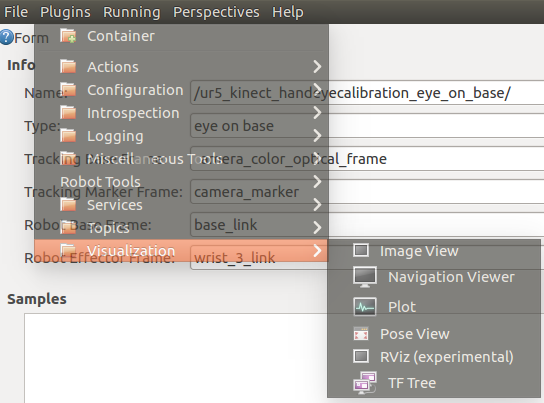 File Plugins Running Perspectives Help
Form
Container
Info
Actions
Name: /ur5_kinect_handeyecalibration_eye_on_base/
Configuration
Introspection
Type: eye on base
Logging
Tracking camera_color_optical_frame
Miscellaneous Tools
Robot Tools
Tracking Marker Frame: camera_marker
Services
Robot Base Frame: base_link
Topics
Visualization
Robot Effector Frame: wrist_3_link
Image View
Navigation Viewer
Plot
Pose View
RViz (experimental)
TF Tree
Samples